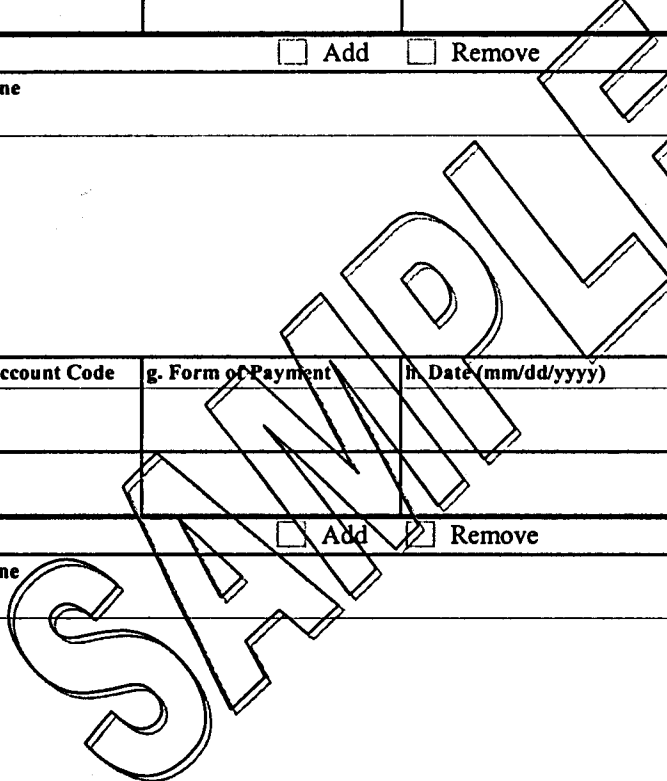 Add Remove
ne
ccount Code g. Form of Payment h. Date (mm/dd/yyyy)
Add Remove
ne
SAMPLE